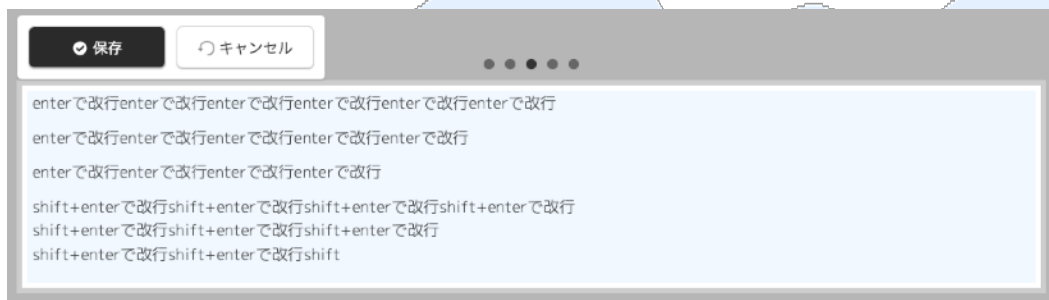 保存
キャンセル
enterで改行enterで改行enterで改行enterで改行enterで改行enterで改行
enterで改行enterで改行enterで改行enterで改行enterで改行
enterで改行enterで改行enterで改行enterで改行
shift+enterで改行shift+enterで改行shift+enterで改行shift+enterで改行
shift+enterで改行shift+enterで改行shift+enterで改行
shift+enterで改行shift+enterで改行shift